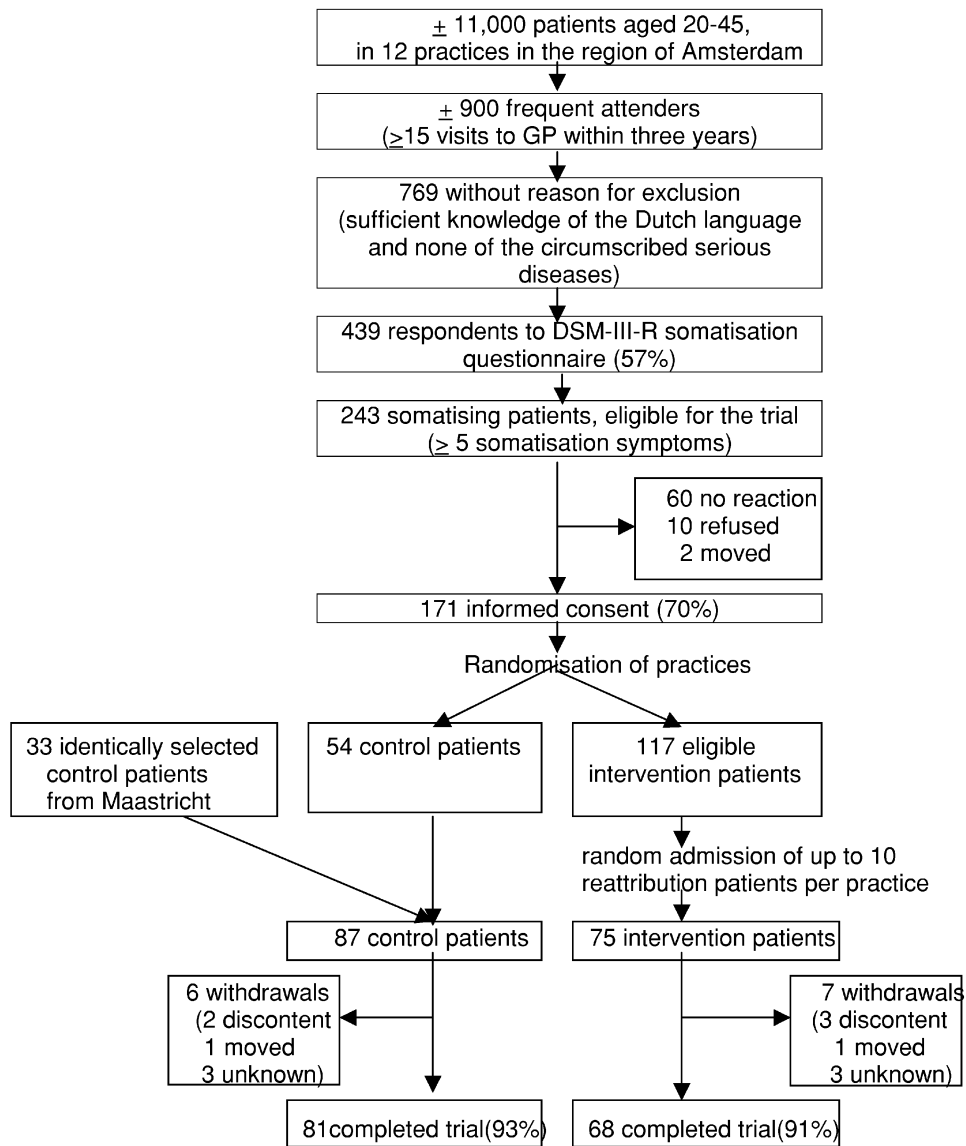 ± 11,000 patients aged 20-45,
in 12 practices in the region of Amsterdam
± 900 frequent attenders
(≥15 visits to GP within three years)
769 without reason for exclusion
(sufficient knowledge of the Dutch language
and none of the circumscribed serious
diseases)
439 respondents to DSM-III-R somatisation
questionnaire (57%)
243 somatising patients, eligible for the trial
(≥ 5 somatisation symptoms)
60 no reaction
10 refused
2 moved
171 informed consent (70%)
Randomisation of practices
33 identically selected
control patients
from Maastricht
54 control patients
117 eligible
intervention patients
random admission of up to 10
reattribution patients per practice
87 control patients
75 intervention patients
6 withdrawals
(2 discontent
1 moved
3 unknown)
7 withdrawals
(3 discontent
1 moved
3 unknown)
81completed trial(93%)
68 completed trial(91%)